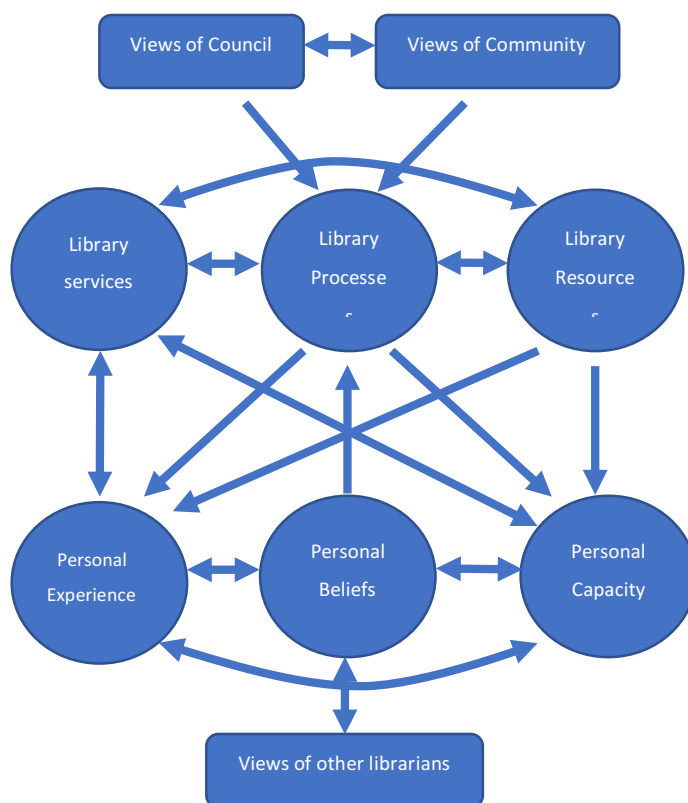 Views of Council
Views of Community
Library
services
Library
Processe
s
Library
Resource
s
Personal
Experience
Personal
Beliefs
Personal
Capacity
Views of other librarians